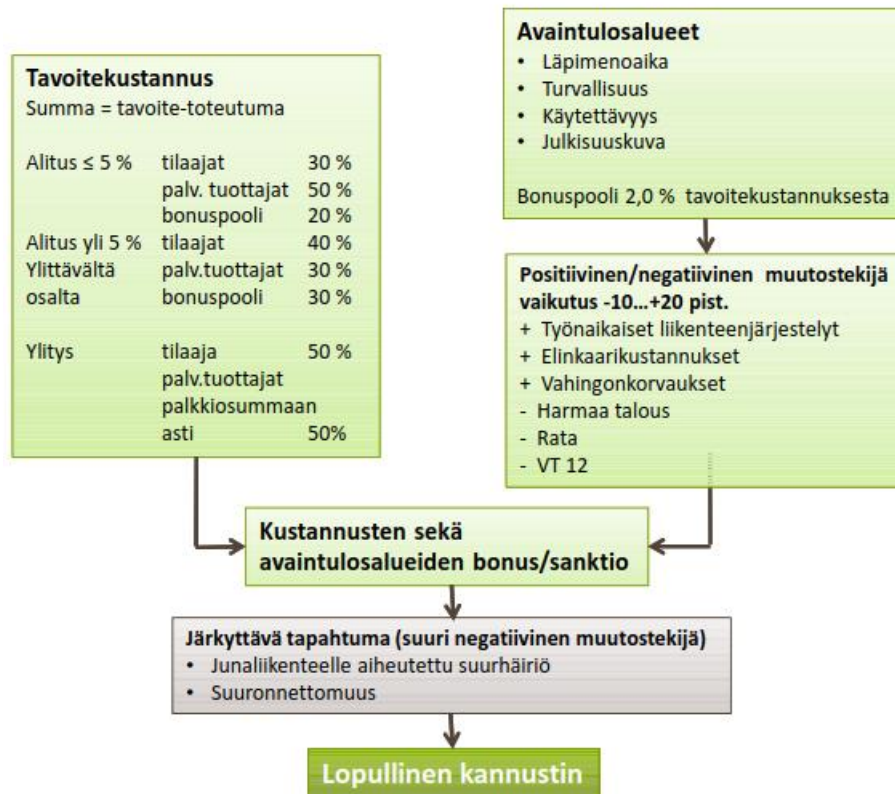 Tavoitekustannus
Summa = tavoite-toteutuma
Alitus ≤ 5 % tilaajat 30 %
palv. tuottajat 50 %
bonuspooli 20 %
Alitus yli 5 % tilaajat 40 %
Ylittävältä palv.tuottajat 30 %
osalta bonuspooli 30 %
Ylitys tilaaja 50 %
palv.tuottajat
palkkiosummaan
asti 50%
Avaintulosalueet
• Läpimenoaika
• Turvallisuus
• Käytettävyys
• Julkisuuskuva
Bonuspooli 2,0 % tavoitekustannuksesta
Positiivinen/negatiivinen muutostekijä
vaikutus -10...+20 pist.
+ Työnaikaiset liikenteenjärjestelyt
+ Elinkaarikustannukset
+ Vahingonkorvaukset
- Harmaa talous
- Rata
- VT 12
Kustannusten sekä
avaintulosalueiden bonus/sanktio
Järkyttävä tapahtuma (suuri negatiivinen muutostekijä)
• Junaliikenteelle aiheutettu suurhäiriö
• Suuronnettomuus
Lopullinen kannustin